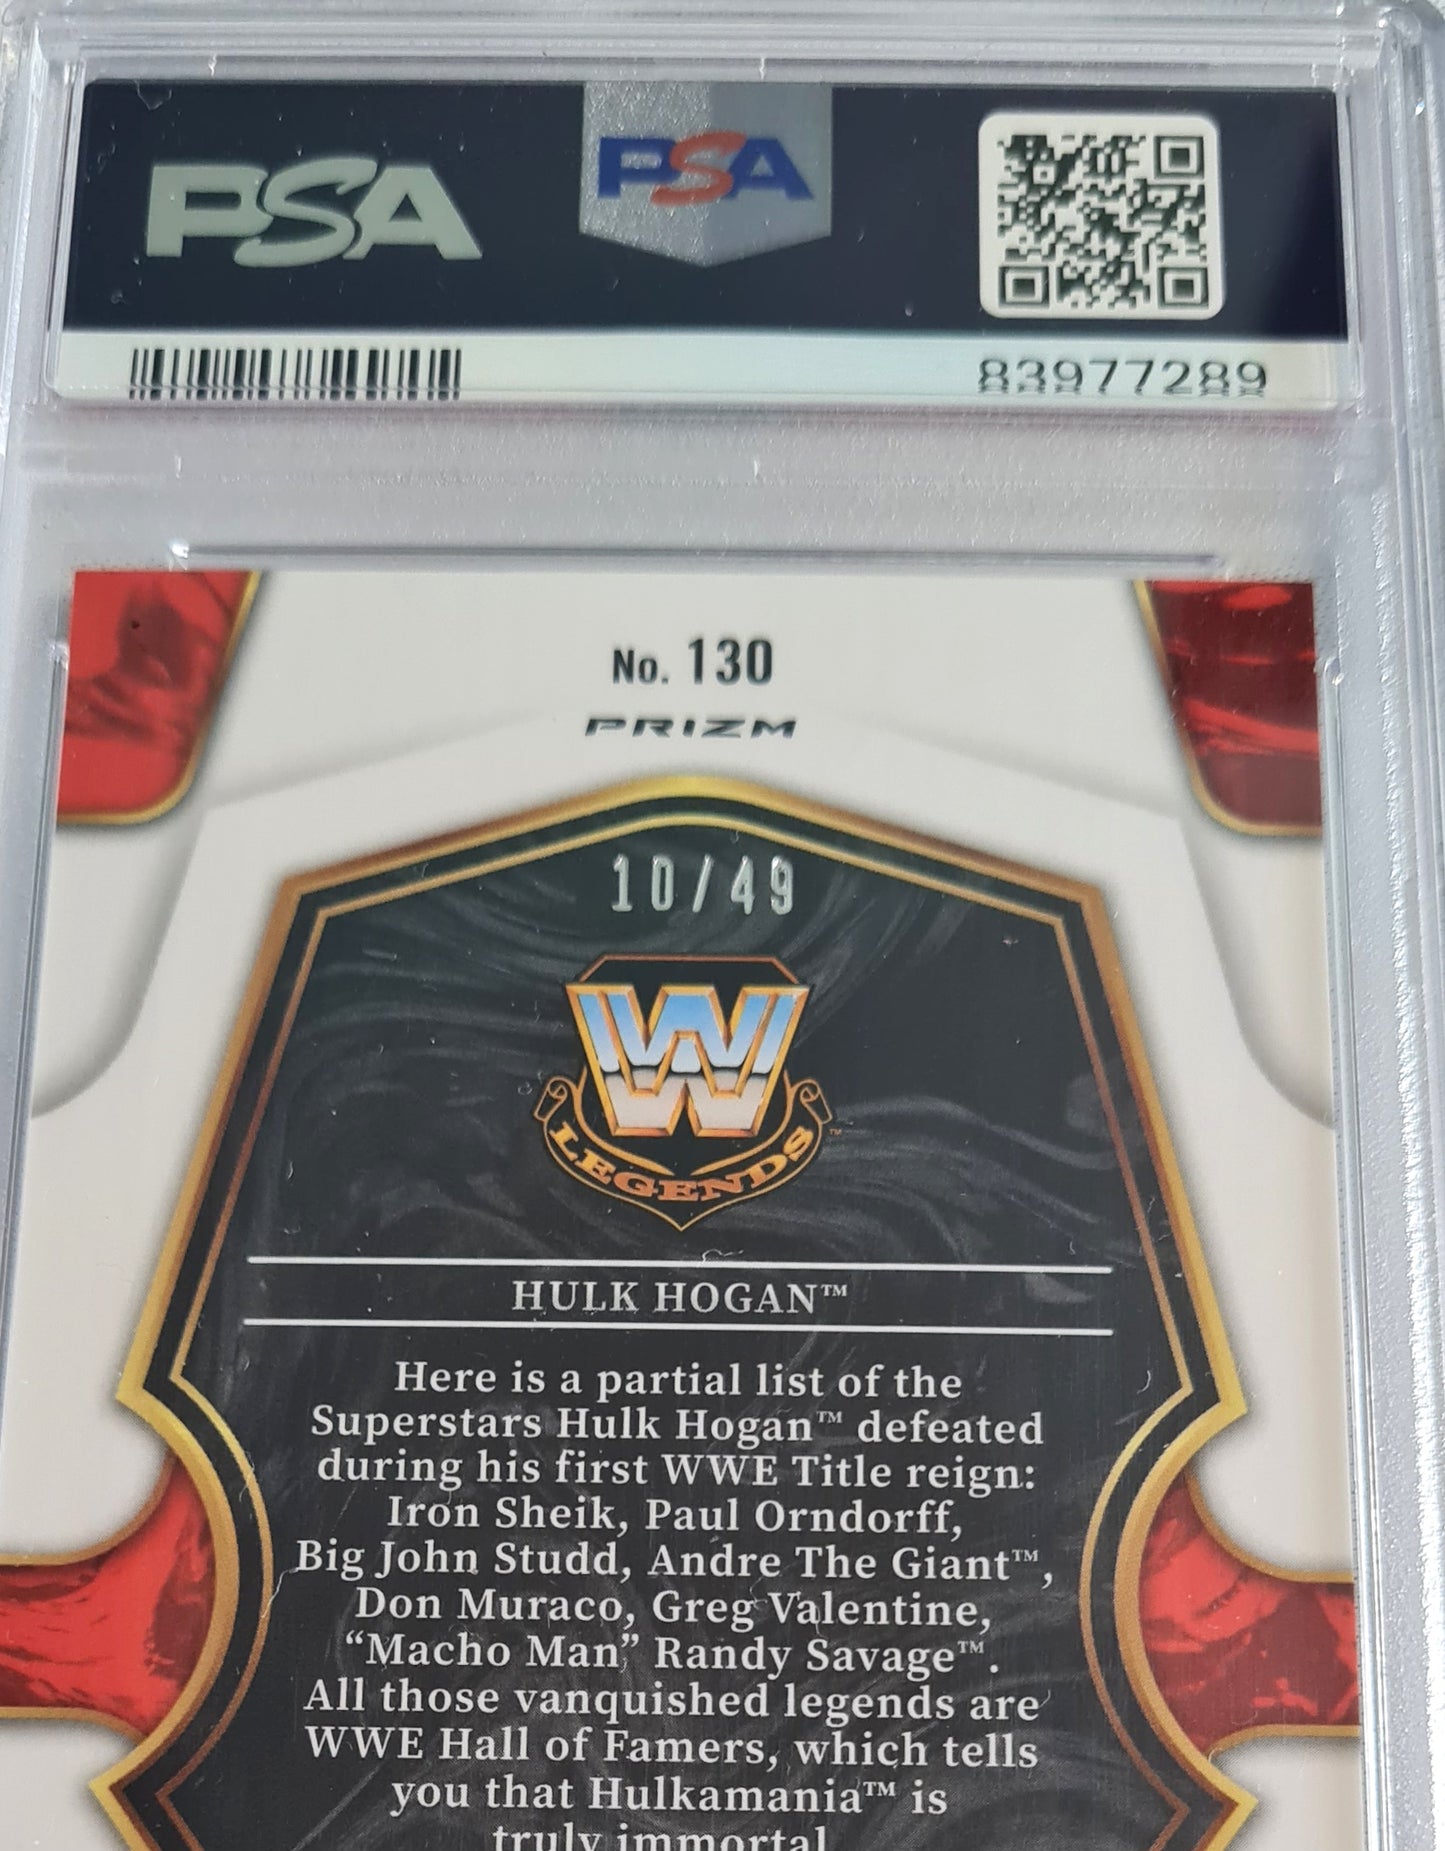 PSA
PSA
83977289
No. 130
PRIZM
10/49
W
LEGENDS™
HULK HOGAN™
Here is a partial list of the
Superstars Hulk Hogan™ defeated
during his first WWE Title reign:
Iron Sheik, Paul Orndorff,
Big John Studd, Andre The Giant™,
Don Muraco, Greg Valentine,
“Macho Man” Randy Savage™.
All those vanquished legends are
WWE Hall of Famers, which tells
you that Hulkamania™ is
truly immortal.